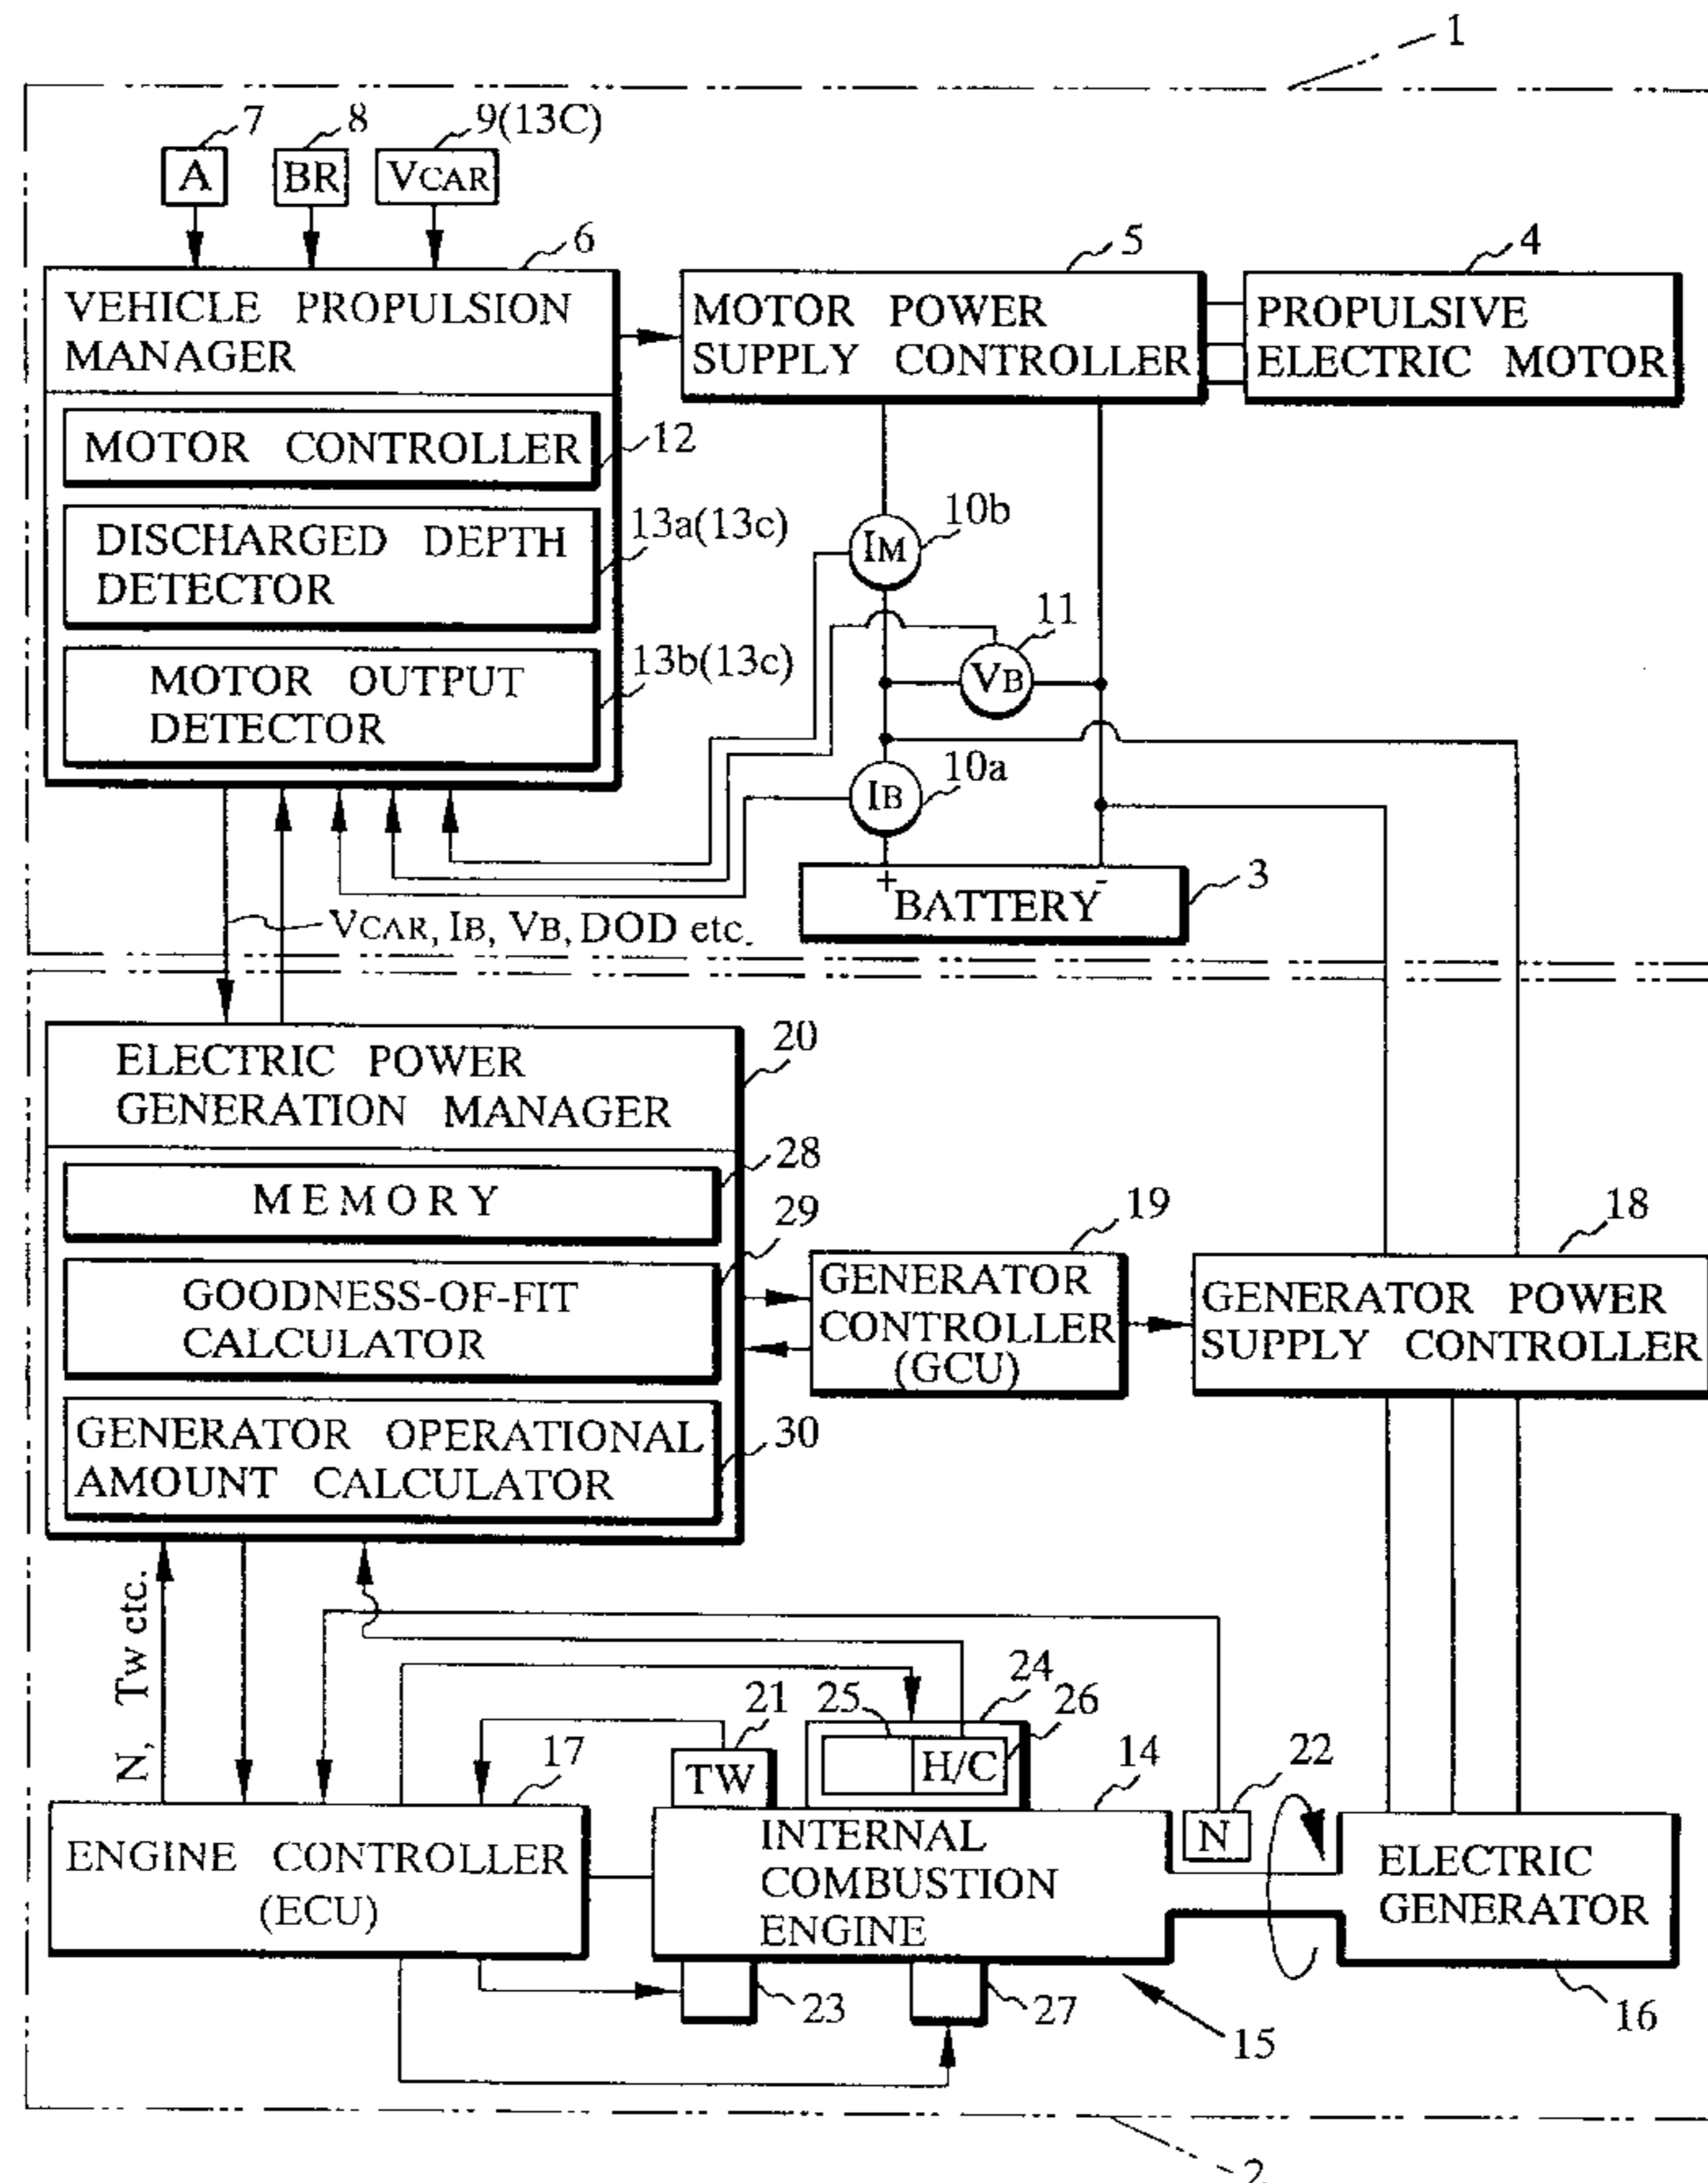 1
7
8
9(13C)
A
BR
VCAR
6
5
4
VEHICLE PROPULSION
MANAGER
MOTOR POWER
SUPPLY CONTROLLER
PROPULSIVE
ELECTRIC MOTOR
MOTOR CONTROLLER
12
DISCHARGED DEPTH
DETECTOR
13a(13c)
MOTOR OUTPUT
DETECTOR
13b(13c)
IM
10b
11
VB
10a
IB
+
-
BATTERY
3
VCAR, IB, VB, DOD etc.
20
ELECTRIC POWER
GENERATION MANAGER
28
MEMORY
29
GOODNESS-OF-FIT
CALCULATOR
19
GENERATOR
CONTROLLER
(GCU)
18
GENERATOR POWER
SUPPLY CONTROLLER
GENERATOR OPERATIONAL
AMOUNT CALCULATOR
30
N, TW etc.
17
21
TW
25
24
26
H/C
14
22
N
ENGINE CONTROLLER
(ECU)
INTERNAL
COMBUSTION
ENGINE
ELECTRIC
GENERATOR
23
27
15
16
2